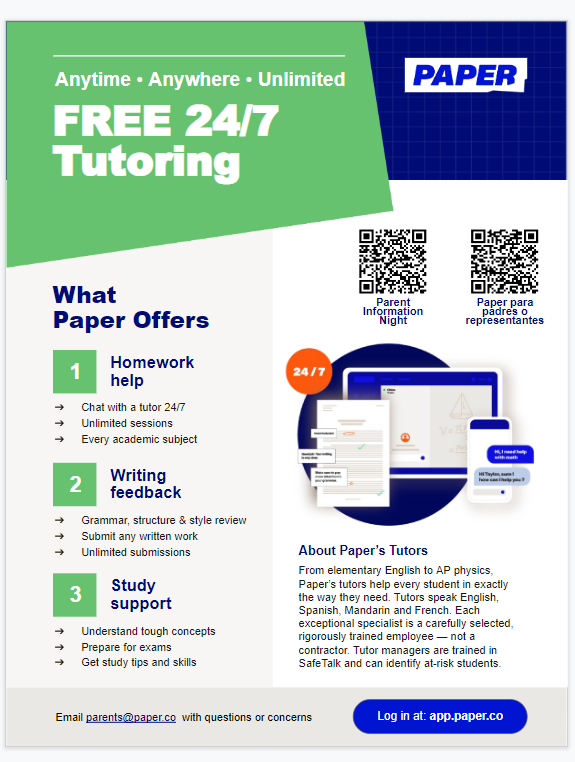 Anytime • Anywhere • Unlimited
FREE 24/7
Tutoring
PAPER
Parent
Information
Night
Paper para
padres o
representantes
What
Paper Offers
1
Homework
help
➔ Chat with a tutor 24/7
➔ Unlimited sessions
➔ Every academic subject
2
Writing
feedback
➔ Grammar, structure & style review
➔ Submit any written work
➔ Unlimited submissions
3
Study
support
➔ Understand tough concepts
➔ Prepare for exams
➔ Get study tips and skills
24 / 7
Hi, I need help
with math
Hi Taylor, sure I
how can I help you ?
About Paper’s Tutors
From elementary English to AP physics,
Paper’s tutors help every student in exactly
the way they need. Tutors speak English,
Spanish, Mandarin and French. Each
exceptional specialist is a carefully selected,
rigorously trained employee — not a
contractor. Tutor managers are trained in
SafeTalk and can identify at-risk students.
Email parents@paper.co with questions or concerns
Log in at: app.paper.co